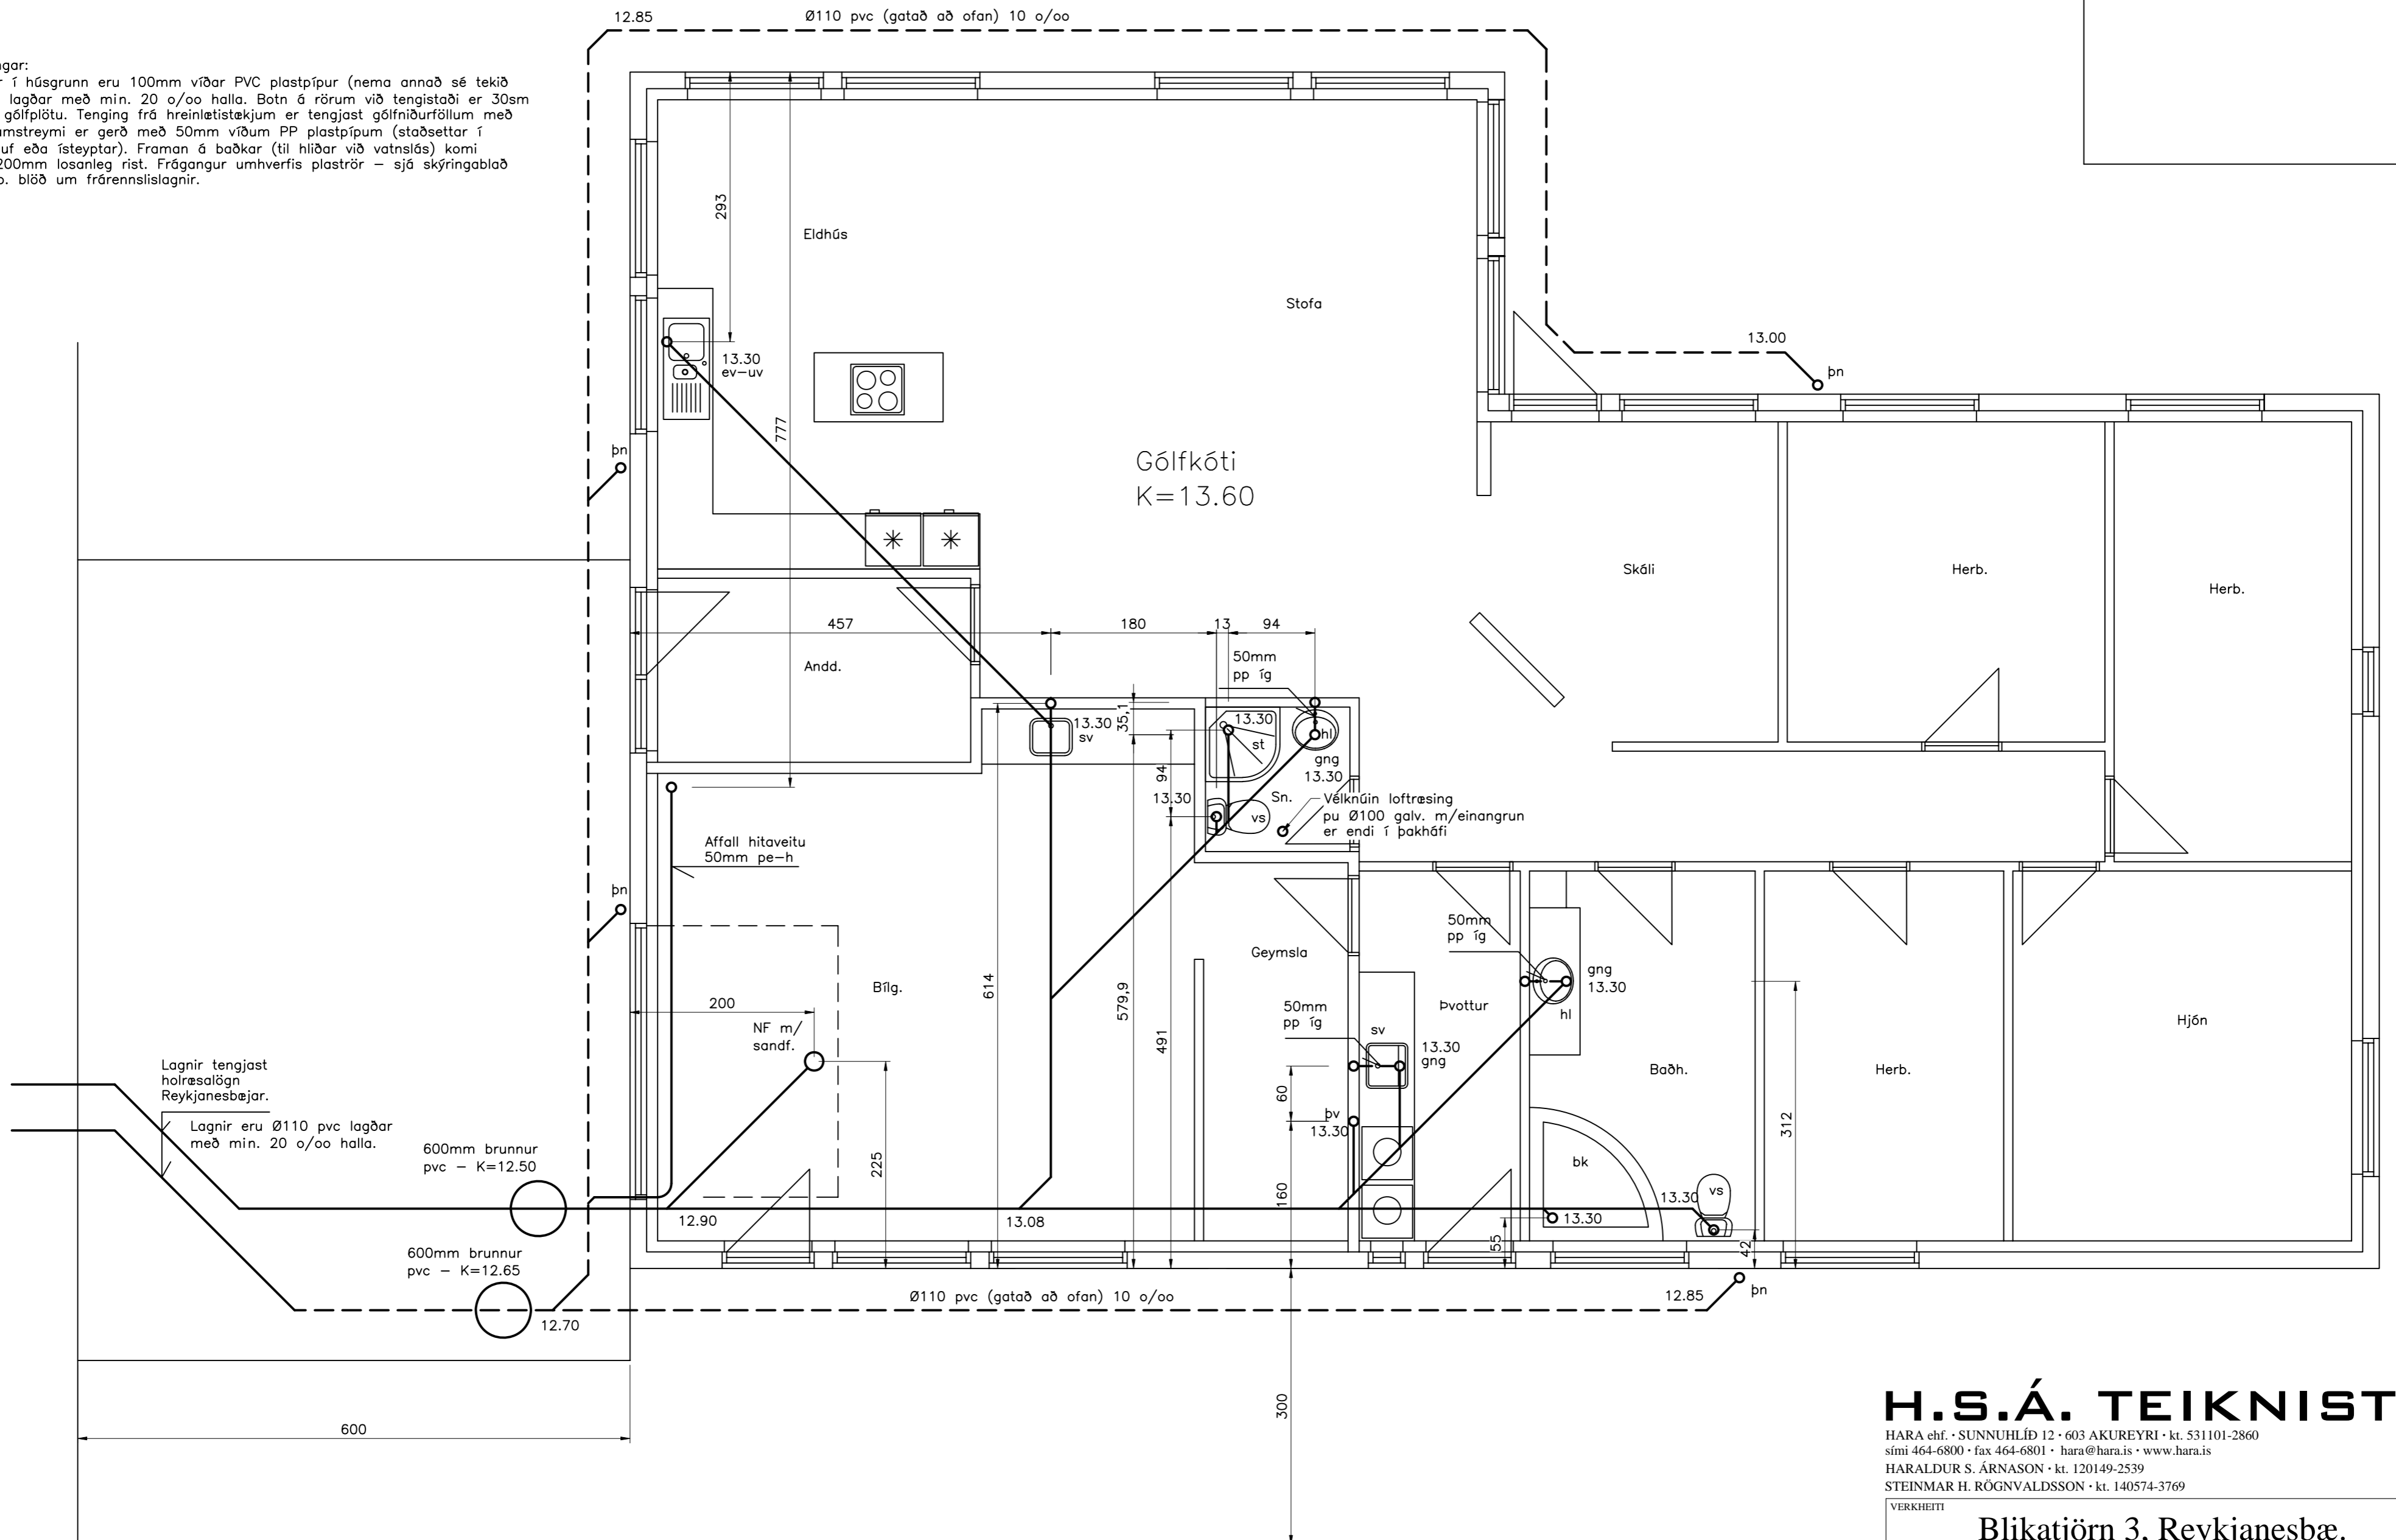 12.85
Ø110 pvc (gatað að ofan) 10 o/oo
í húsgrunn eru 100mm víðar PVC plastpípur (nema annað sé tekið
lagðar með min. 20 o/oo halla. Botn á rörum við tengistaði er 30sm
gólfplötu. Tenging frá hreinlætistækjum er tengjast gólfniðurföllum með
er gerð með 50mm víðum PP plastpípum (staðsettar í
eða ísteyptar). Framan á baðkar (til hliðar við vatnslás) komi
200mm losanleg rist. Frágangur umhverfis plaströr – sjá skýringablað
blöð um frárennslislagnir.
293
Eldhús
Stofa
13.00
þn
13.30
ev–uv
777
þn
Gólfkóti
K=13.60
Skáli
Herb.
Herb.
457
180
13
94
Andd.
50mm
pp íg
35,1
13.30
sv
13.30
st
hl
gng
13.30
94
13.30
Sn.
vs
Vélknúin loftræsing
pu Ø100 galv. m/einangrun
er endi í þakháfi
Affall hitaveitu
50mm pe–h
þn
50mm
pp íg
Geymsla
gng
13.30
hl
Bílg.
614
579,9
491
200
NF m/
sandf.
50mm
pp íg
sv
13.30
gng
Þvottur
Hjón
Baðh.
Herb.
60
þv
13.30
312
Lagnir tengjast
holræsalögn
Reykjanesbæjar.
Lagnir eru Ø110 pvc lagðar
með min. 20 o/oo halla.
600mm brunnur
pvc – K=12.50
225
160
bk
13.30
vs
12.90
13.08
13.30
55
42
600mm brunnur
pvc – K=12.65
12.70
Ø110 pvc (gatað að ofan) 10 o/oo
12.85
þn
300
600
H.S.Á. TEIKNIST
HARA ehf. • SUNNUHLÍÐ 12 • 603 AKUREYRI • kt. 531101-2860
sími 464-6800 • fax 464-6801 • hara@hara.is • www.hara.is
HARALDUR S. ÁRNASON • kt. 120149-2539
STEINMAR H. RÖGNVALDSSON • kt. 140574-3769
VERKHEITI
Blikatjörn 3, Reykjanesbæ.